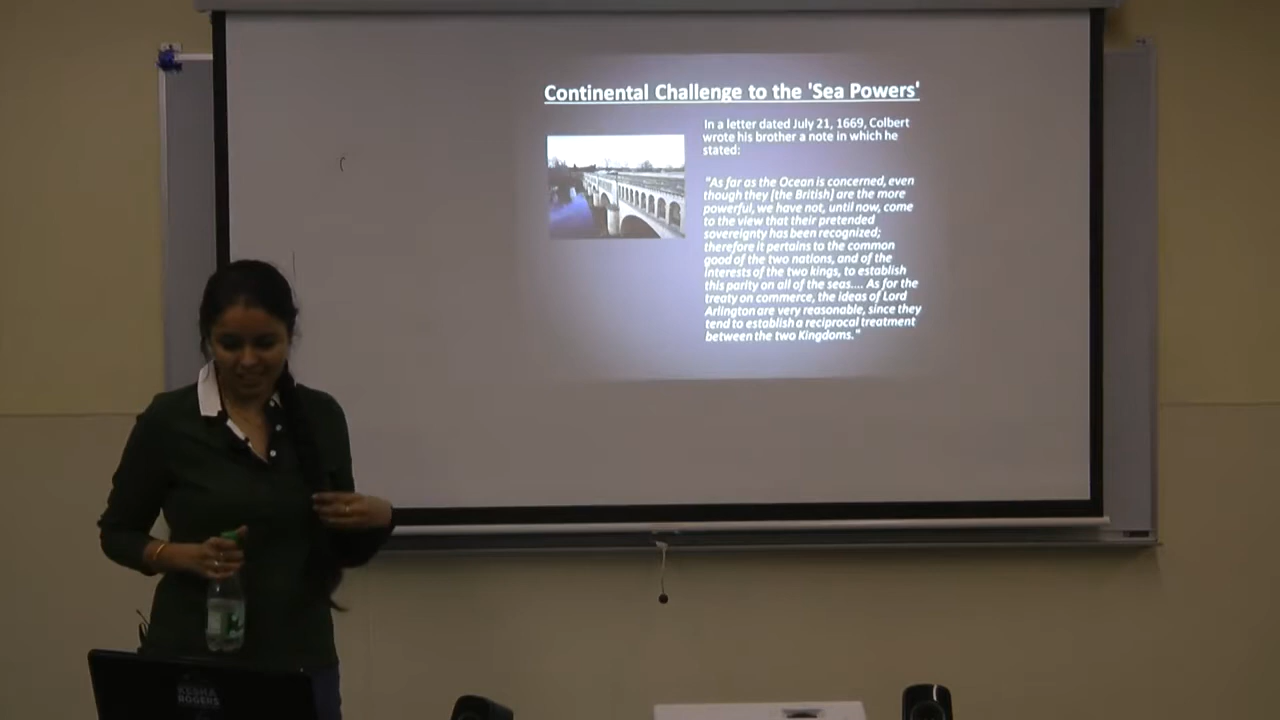 Continental Challenge to the 'Sea Powers'
In a letter dated July 21, 1669, Colbert
wrote his brother a note in which he
stated:
"As far as the Ocean is concerned, even
though they [the British] are the more
powerful, we have not, until now, come
to the view that their pretended
sovereignty has been recognized;
therefore it pertains to the common
good of the two nations, and of the
interests of the two kings, to establish
this parity on all of the seas.... As for the
treaty on commerce, the ideas of Lord
Arlington are very reasonable, since they
tend to establish a reciprocal treatment
between the two Kingdoms."
KESHA
ROGERS